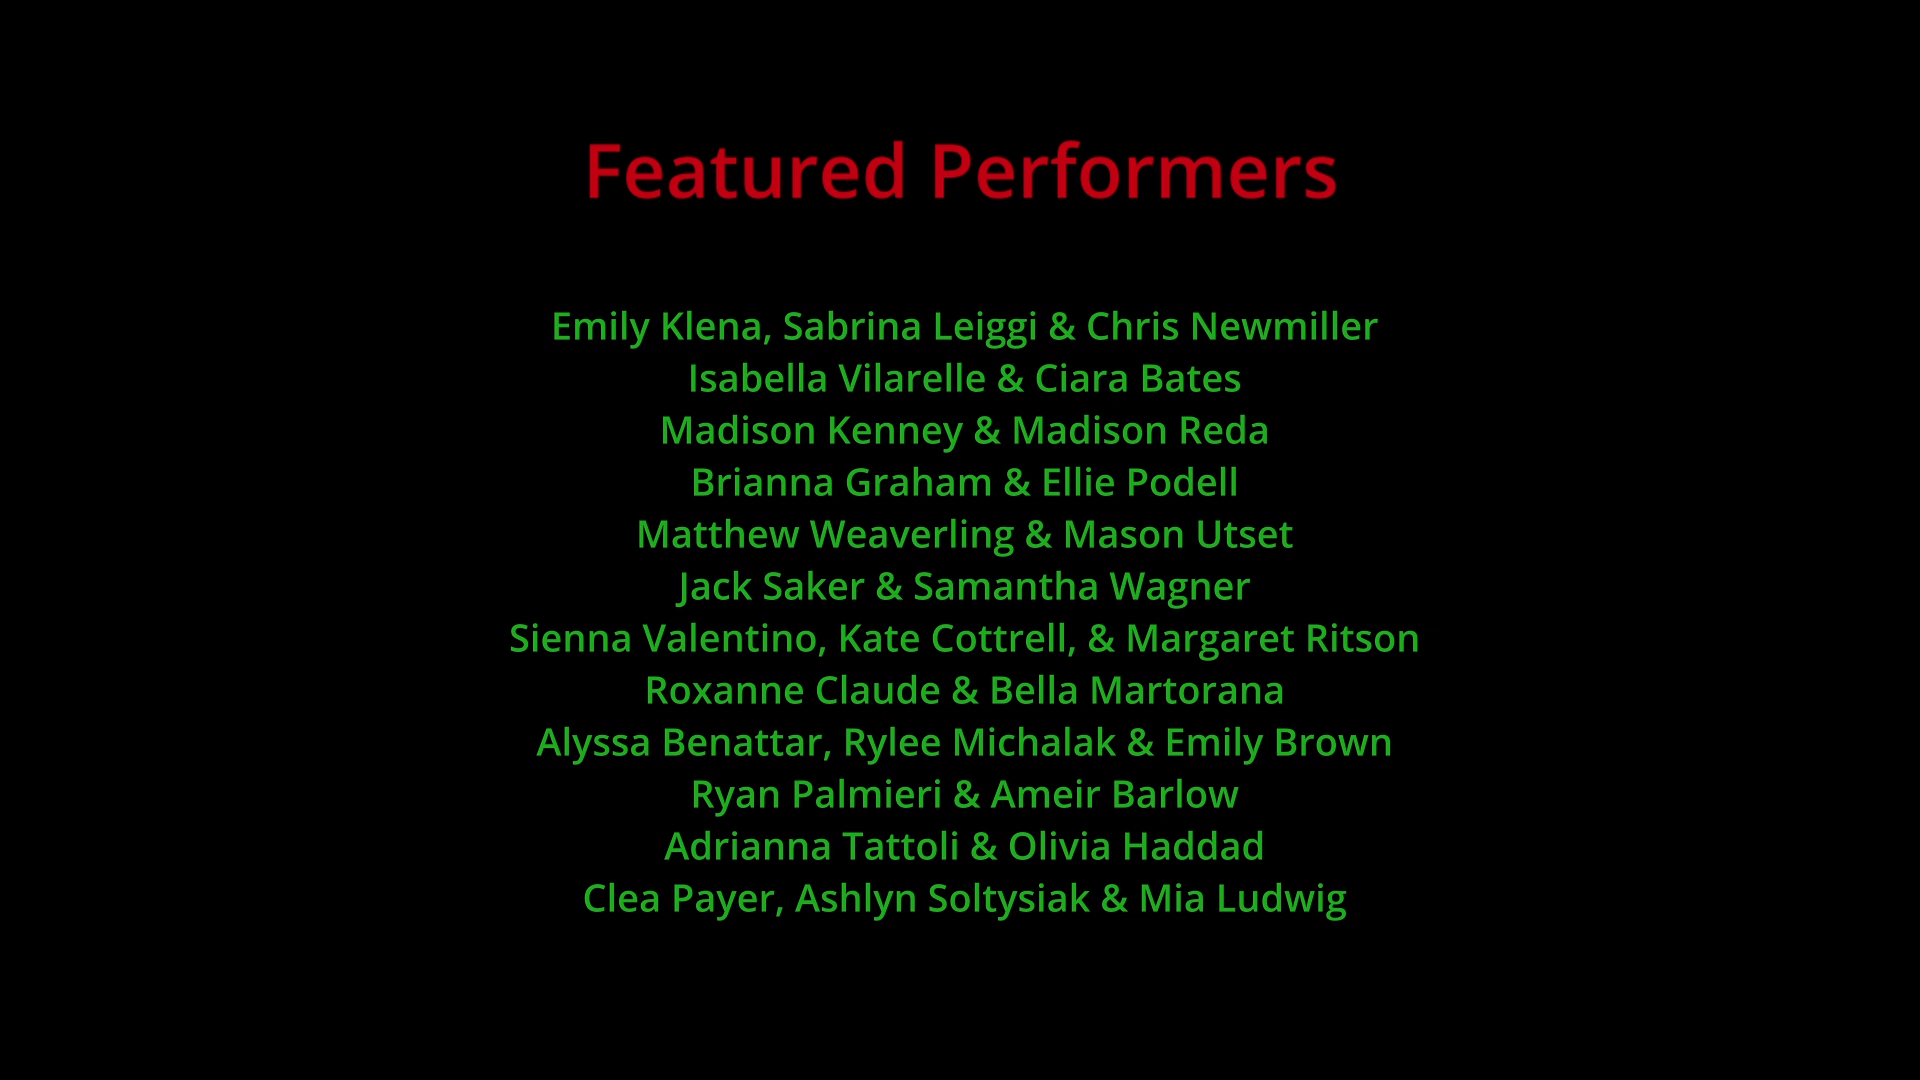 Featured Performers
Emily Klena, Sabrina Leiggi & Chris Newmiller
Isabella Vilarelle & Ciara Bates
Madison Kenney & Madison Reda
Brianna Graham & Ellie Podell
Matthew Weaverling & Mason Utset
Jack Saker & Samantha Wagner
Sienna Valentino, Kate Cottrell, & Margaret Ritson
Roxanne Claude & Bella Martorana
Alyssa Benattar, Rylee Michalak & Emily Brown
Ryan Palmieri & Ameir Barlow
Adrianna Tattoli & Olivia Haddad
Clea Payer, Ashlyn Soltysiak & Mia Ludwig